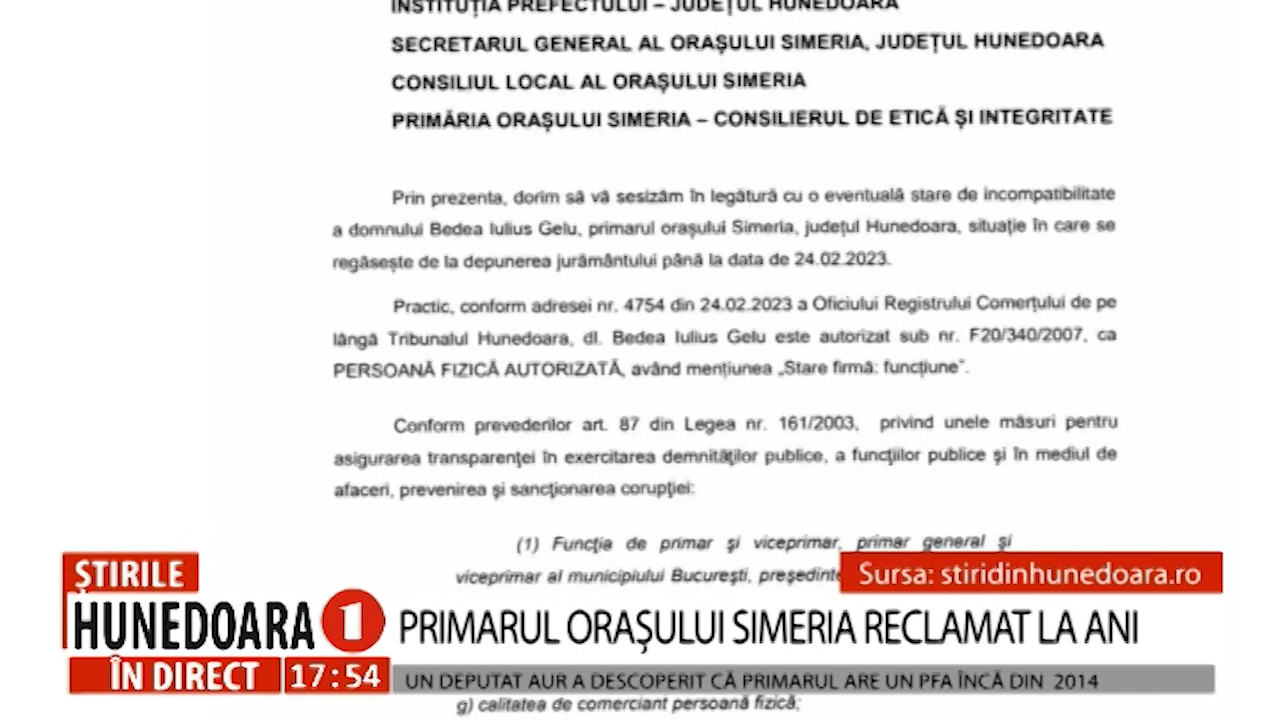 INSTITUȚIA PREFECTULUI – JUDEȚUL HUNEDOARA
SECRETARUL GENERAL AL ORAȘULUI SIMERIA, JUDEȚUL HUNEDOARA
CONSILIUL LOCAL AL ORAȘULUI SIMERIA
PRIMĂRIA ORAȘULUI SIMERIA – CONSILIERUL DE ETICĂ ȘI INTEGRITATE
Prin prezenta, dorim să vă sesizăm în legătură cu o eventuală stare de incompatibilitate
a domnului Bedea Iulius Gelu, primarul orașului Simeria, județul Hunedoara, situație în care se
regăsește de la depunerea jurământului până la data de 24.02.2023.
Practic, conform adresei nr. 4754 din 24.02.2023 a Oficiului Registrului Comerțului de pe
lângă Tribunalul Hunedoara, dl. Bedea Iulius Gelu este autorizat sub nr. F20/340/2007, ca
PERSOANĂ FIZICĂ AUTORIZATĂ, având mențiunea „Stare firmă: funcțiune”.
Conform prevederilor art. 87 din Legea nr. 161/2003, privind unele măsuri pentru
asigurarea transparenței în exercitarea demnităților publice, a funcțiilor publice și în mediul de
afaceri, prevenirea și sancționarea corupției:
(1) Funcţia de primar şi viceprimar, primar general şi
viceprimar al municipiului Bucureşti, preşedinte
Sursa: stiridinhunedoara.ro
ȘTIRILE
HUNEDOARA 1
PRIMARUL ORAȘULUI SIMERIA RECLAMAT LA ANI
ÎN DIRECT 17:54
UN DEPUTAT AUR A DESCOPERIT CĂ PRIMARUL ARE UN PFA ÎNCĂ DIN 2014
g) calitatea de comerciant persoană fizică;